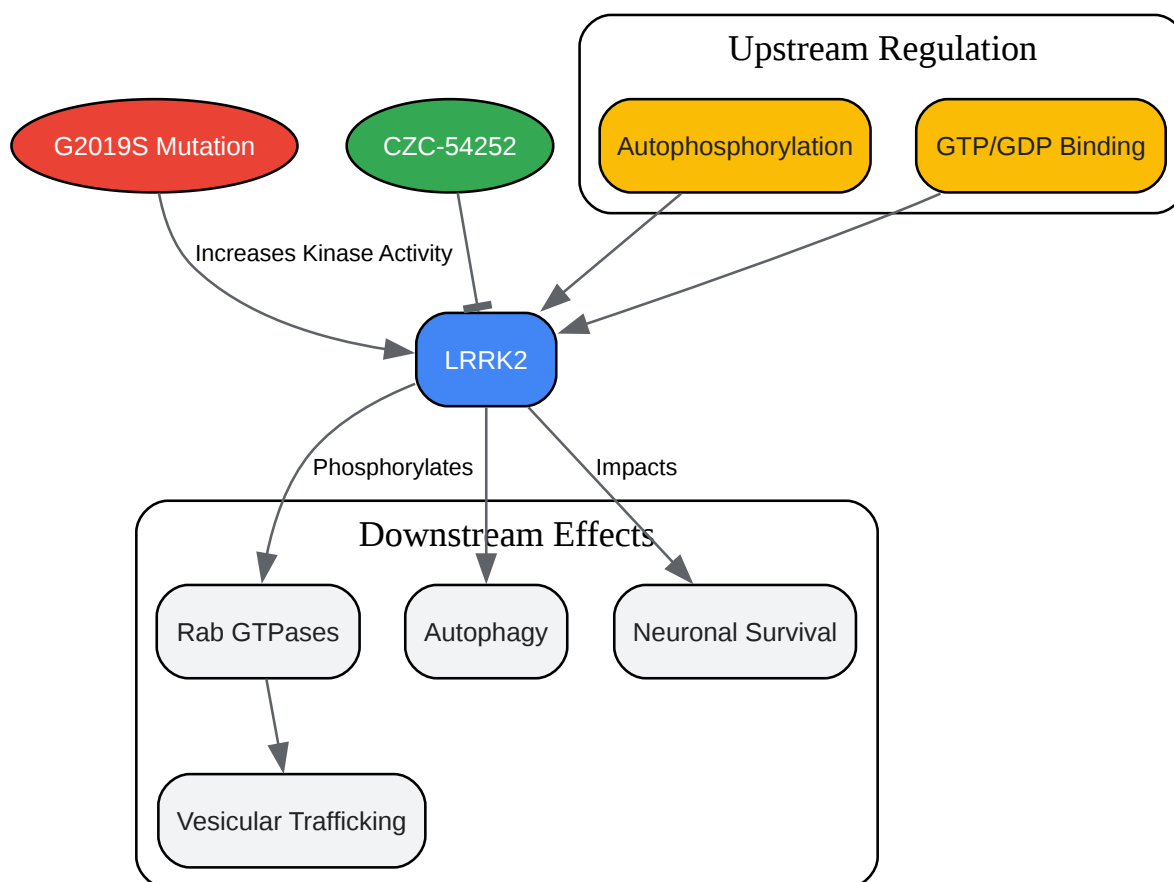 Upstream Regulation
G2019S Mutation
CZC-54252
Autophosphorylation
GTP/GDP Binding
Increases Kinase Activity
LRRK2
Phosphorylates
Impacts
Downstream Effects
Rab GTPases
Autophagy
Neuronal Survival
Vesicular Trafficking